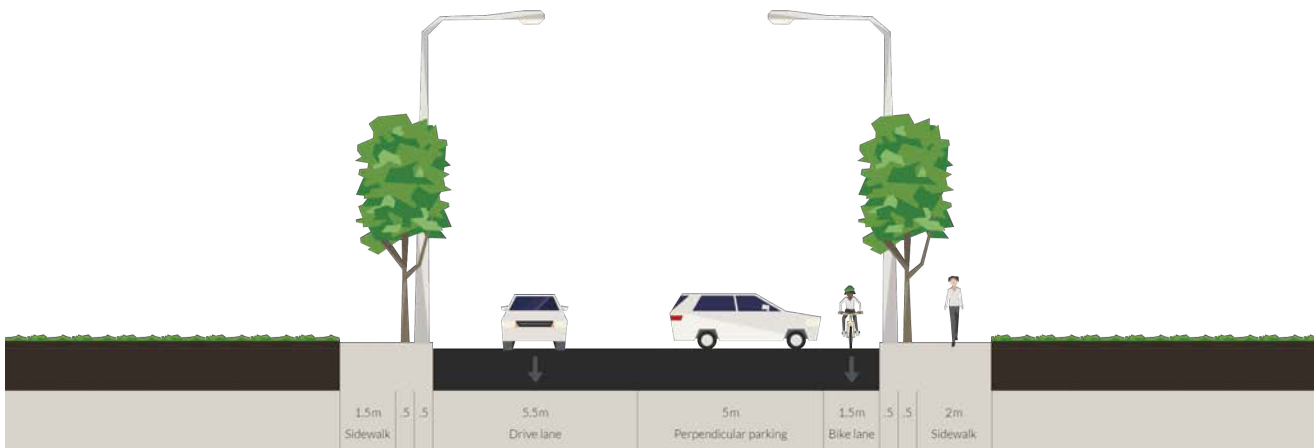 1.5m .5 .5 5.5m 5m 1.5m .5 .5 2m
Sidewalk Drive lane Perpendicular parking Bike lane Sidewalk